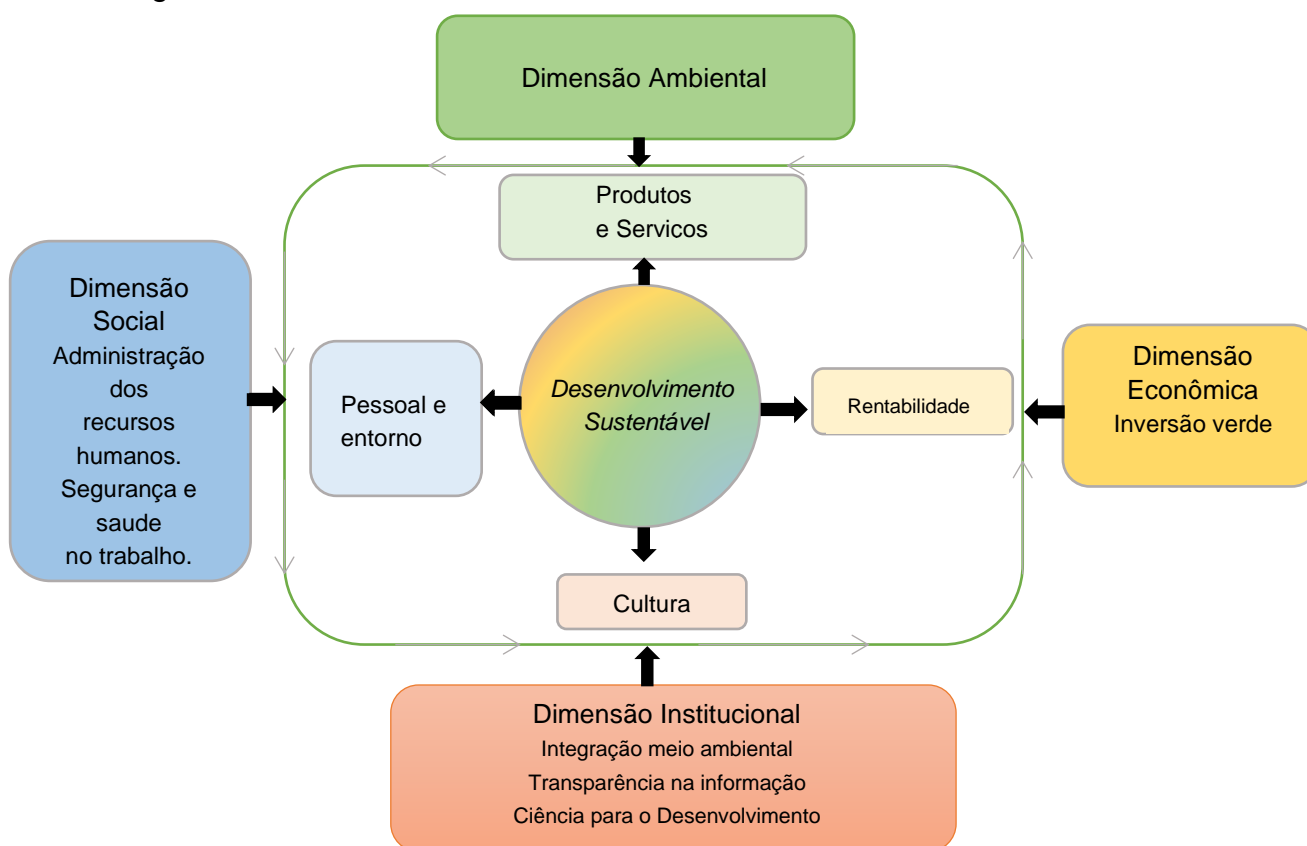 Dimensão Ambiental
Produtos
e Servicos
Dimensão
Social
Administração
dos
recursos
humanos.
Segurança e
saude
no trabalho.
Pessoal e
entorno
Desenvolvimento
Sustentável
Rentabilidade
Dimensão
Econômica
Inversão verde
Cultura
Dimensão Institucional
Integração meio ambiental
Transparência na informação
Ciência para o Desenvolvimento